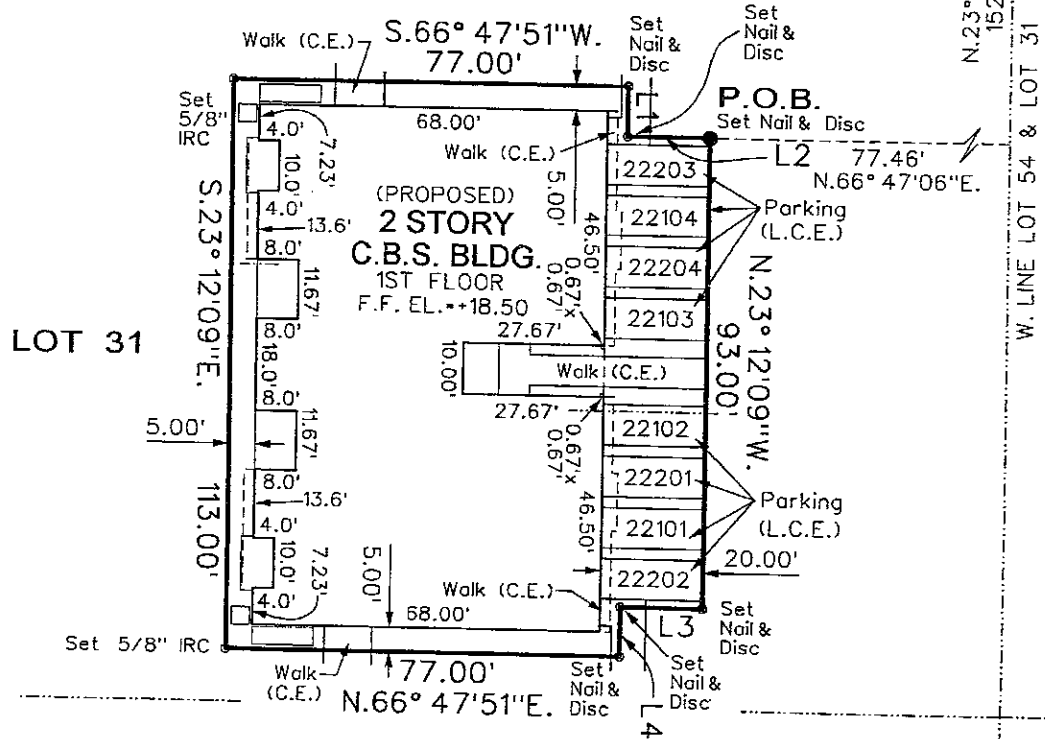 N.23°
152
W. LINE LOT 54 & LOT 31
Walk (C.E.)
S.66° 47'51"W.
77.00'
Set
Nail &
Disc
Set
Nail &
Disc
P.O.B.
Set Nail & Disc
L1
L2
77.46'
N.66° 47'06"E.
Set
5/8"
IRC
68.00'
4.0'
7.23'
10.0'
4.0'
13.6'
8.0'
11.67'
8.0'
18.0'
8.0'
11.67'
8.0'
13.6'
4.0'
10.0'
7.23'
4.0'
Walk (C.E.)
5.00'
(PROPOSED)
2 STORY
C.B.S. BLDG.
1ST FLOOR
F.F. EL.=+18.50
46.50'
0.67'x
0.67'
27.67'
10.00'
Walk (C.E.)
27.67'
0.67'x
0.67'
46.50'
22203
22104
22204
22103
22102
22201
22101
22202
Parking
(L.C.E.)
N.23° 12'09"W.
93.00'
Parking
(L.C.E.)
20.00'
LOT 31
S.23° 12'09"E.
113.00'
5.00'
5.00'
Walk (C.E.)
68.00'
Set 5/8" IRC
Walk
(C.E.)
77.00'
N.66° 47'51"E.
Set
Nail &
Disc
Set
Nail &
Disc
L3
Set
Nail &
Disc
L4